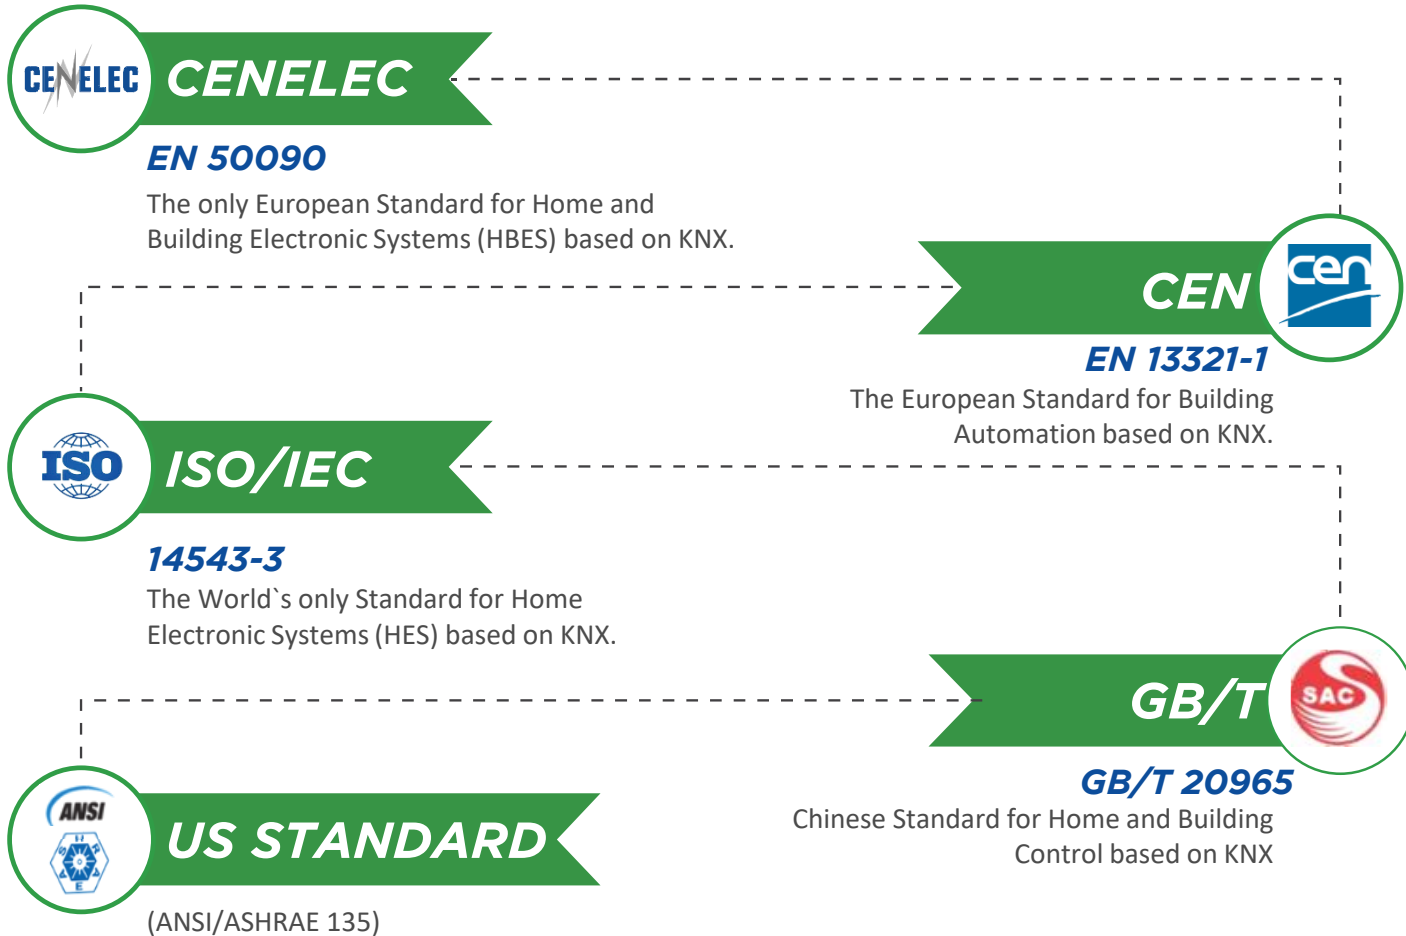 CENELEC
CENELEC
EN 50090
The only European Standard for Home and
Building Electronic Systems (HBES) based on KNX.
CEN
cen
EN 13321-1
The European Standard for Building
Automation based on KNX.
ISO
ISO/IEC
14543-3
The World`s only Standard for Home
Electronic Systems (HES) based on KNX.
GB/T
SAC
GB/T 20965
Chinese Standard for Home and Building
Control based on KNX
ANSI
ASHRAE
US STANDARD
(ANSI/ASHRAE 135)